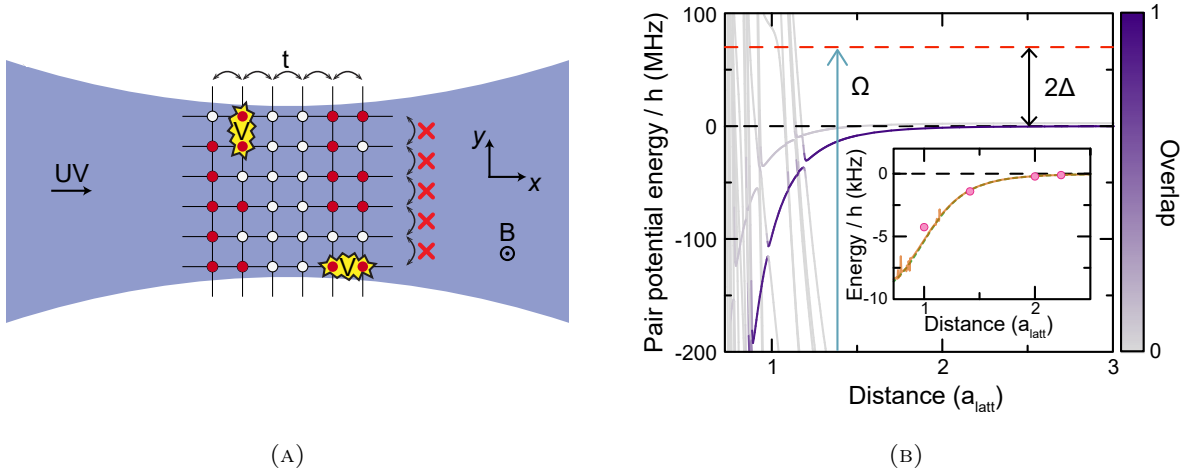 t
V
V
UV
y
x
B
(A)
Pair potential energy / h (MHz)
100
0
-100
-200
1
2
3
Distance (a_latt)
Ω
2Δ
Energy / h (kHz)
0
-5
-10
1
2
Distance (a_latt)
1
0
Overlap
(B)